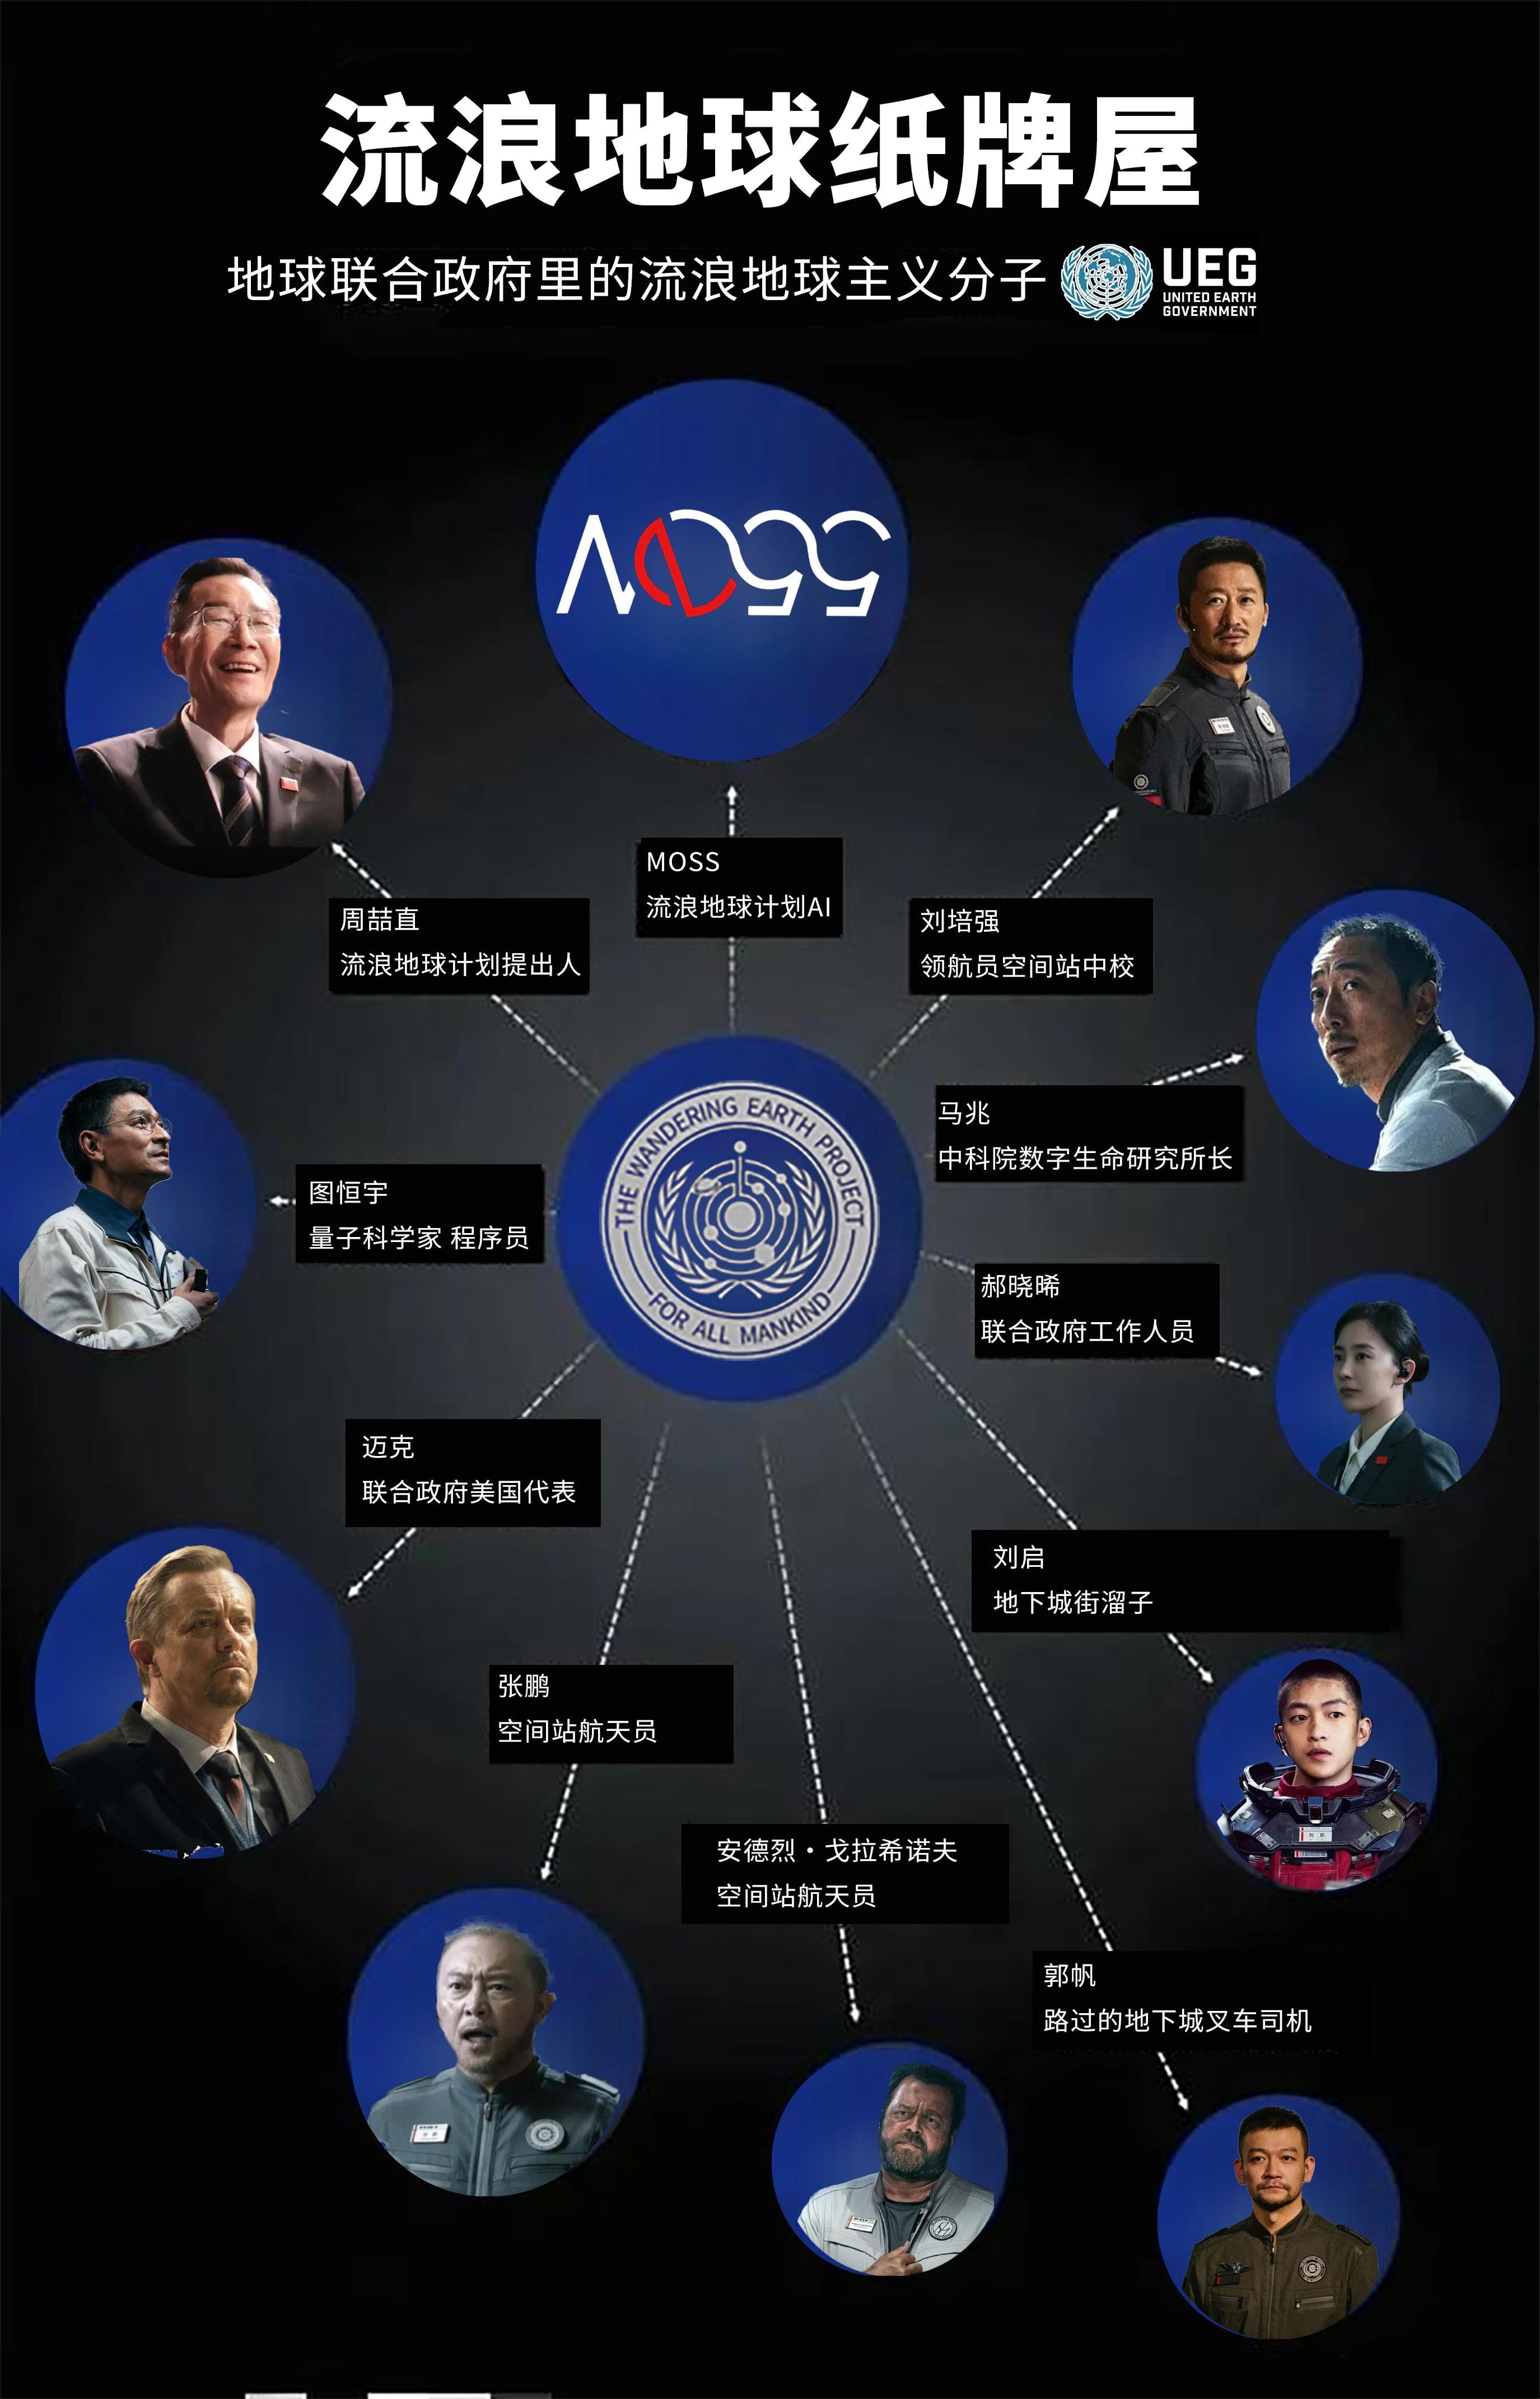 流浪地球纸牌屋
地球联合政府里的流浪地球主义分子
UEG
UNITED EARTH
GOVERNMENT
MOSS
MOSS
流浪地球计划AI
周喆直
流浪地球计划提出人
刘培强
领航员空间站中校
马兆
中科院数字生命研究所长
图恒宇
量子科学家 程序员
THE WANDERING EARTH PROJECT
FOR ALL MANKIND
郝晓晞
联合政府工作人员
迈克
联合政府美国代表
刘启
地下城街溜子
张鹏
空间站航天员
安德烈·戈拉希诺夫
空间站航天员
郭帆
路过的地下城叉车司机